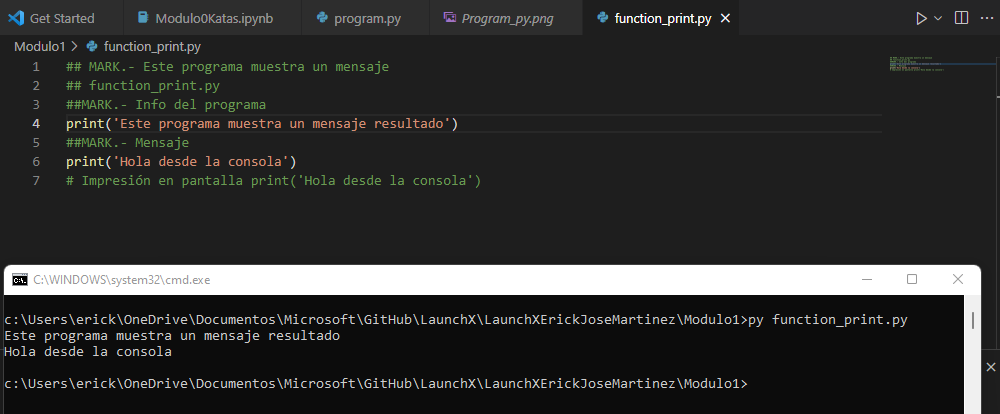 Get Started Modulo0Katas.ipynb program.py Program_py.png function_print.py
Modulo1 > function_print.py
1 ## MARK.- Este programa muestra un mensaje
2 ## function_print.py
3 ##MARK.- Info del programa
4 print('Este programa muestra un mensaje resultado')
5 ##MARK.- Mensaje
6 print('Hola desde la consola')
7 # Impresión en pantalla print('Hola desde la consola')
C:\WINDOWS\system32\cmd.exe
c:\Users\erick\OneDrive\Documentos\Microsoft\GitHub\LaunchX\LaunchXErickJoseMartinez\Modulo1>py function_print.py
Este programa muestra un mensaje resultado
Hola desde la consola
c:\Users\erick\OneDrive\Documentos\Microsoft\GitHub\LaunchX\LaunchXErickJoseMartinez\Modulo1>